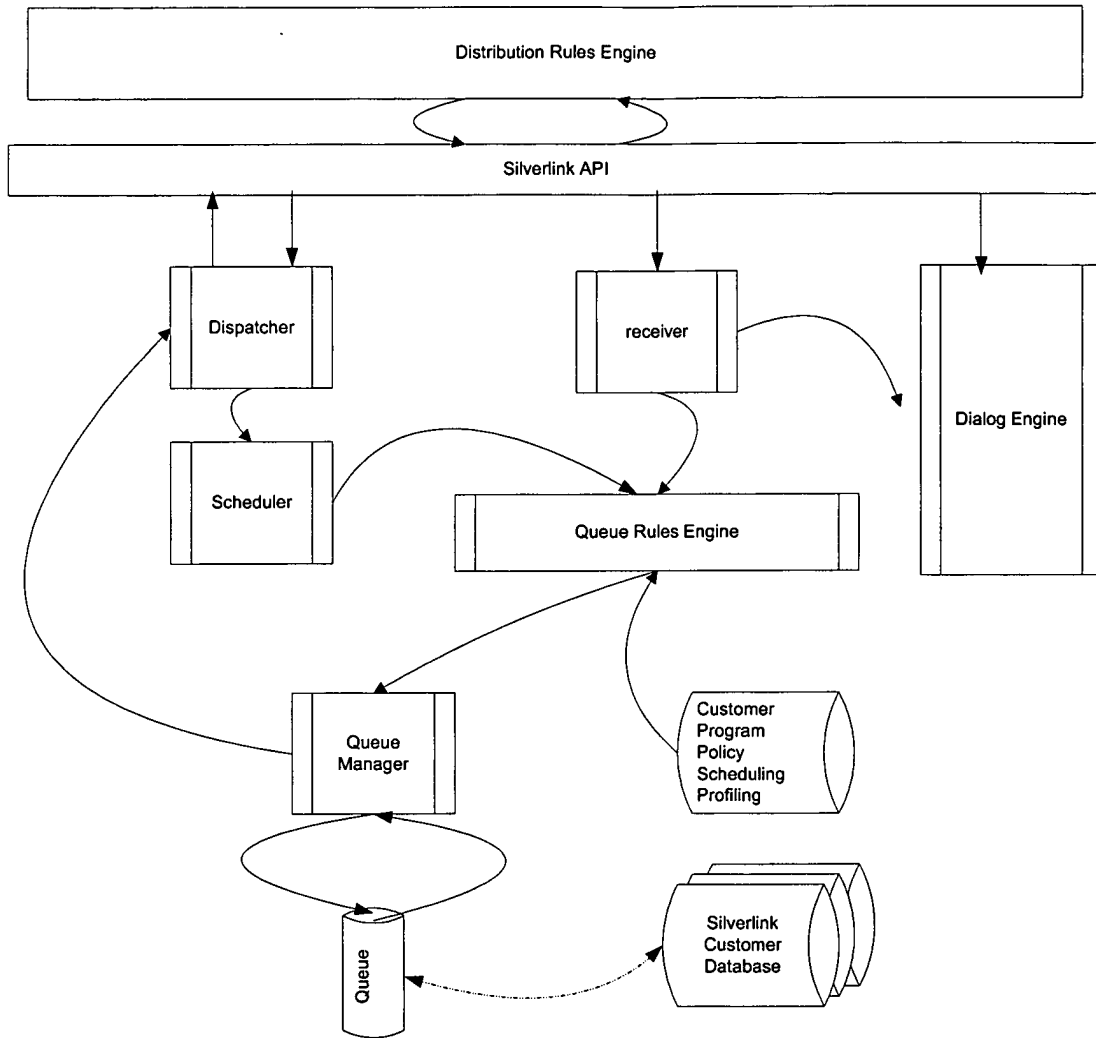 Distribution Rules Engine
Silverlink API
Dispatcher
receiver
Dialog Engine
Scheduler
Queue Rules Engine
Queue
Manager
Customer
Program
Policy
Scheduling
Profiling
Queue
Silverlink
Customer
Database